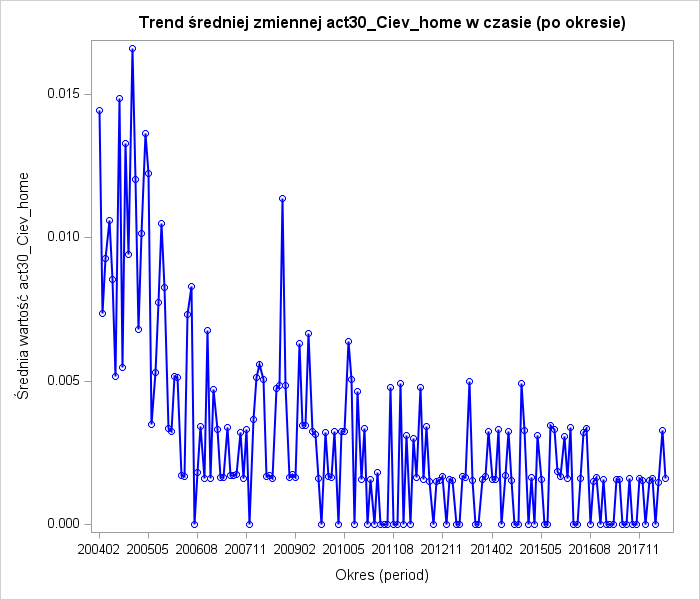 Trend średniej zmiennej act30_Ciev_home w czasie (po okresie)
Średnia wartość act30_Ciev_home
0.015
0.010
0.005
0.000
200402 200505 200608 200711 200902 201005 201108 201211 201402 201505 201608 201711
Okres (period)